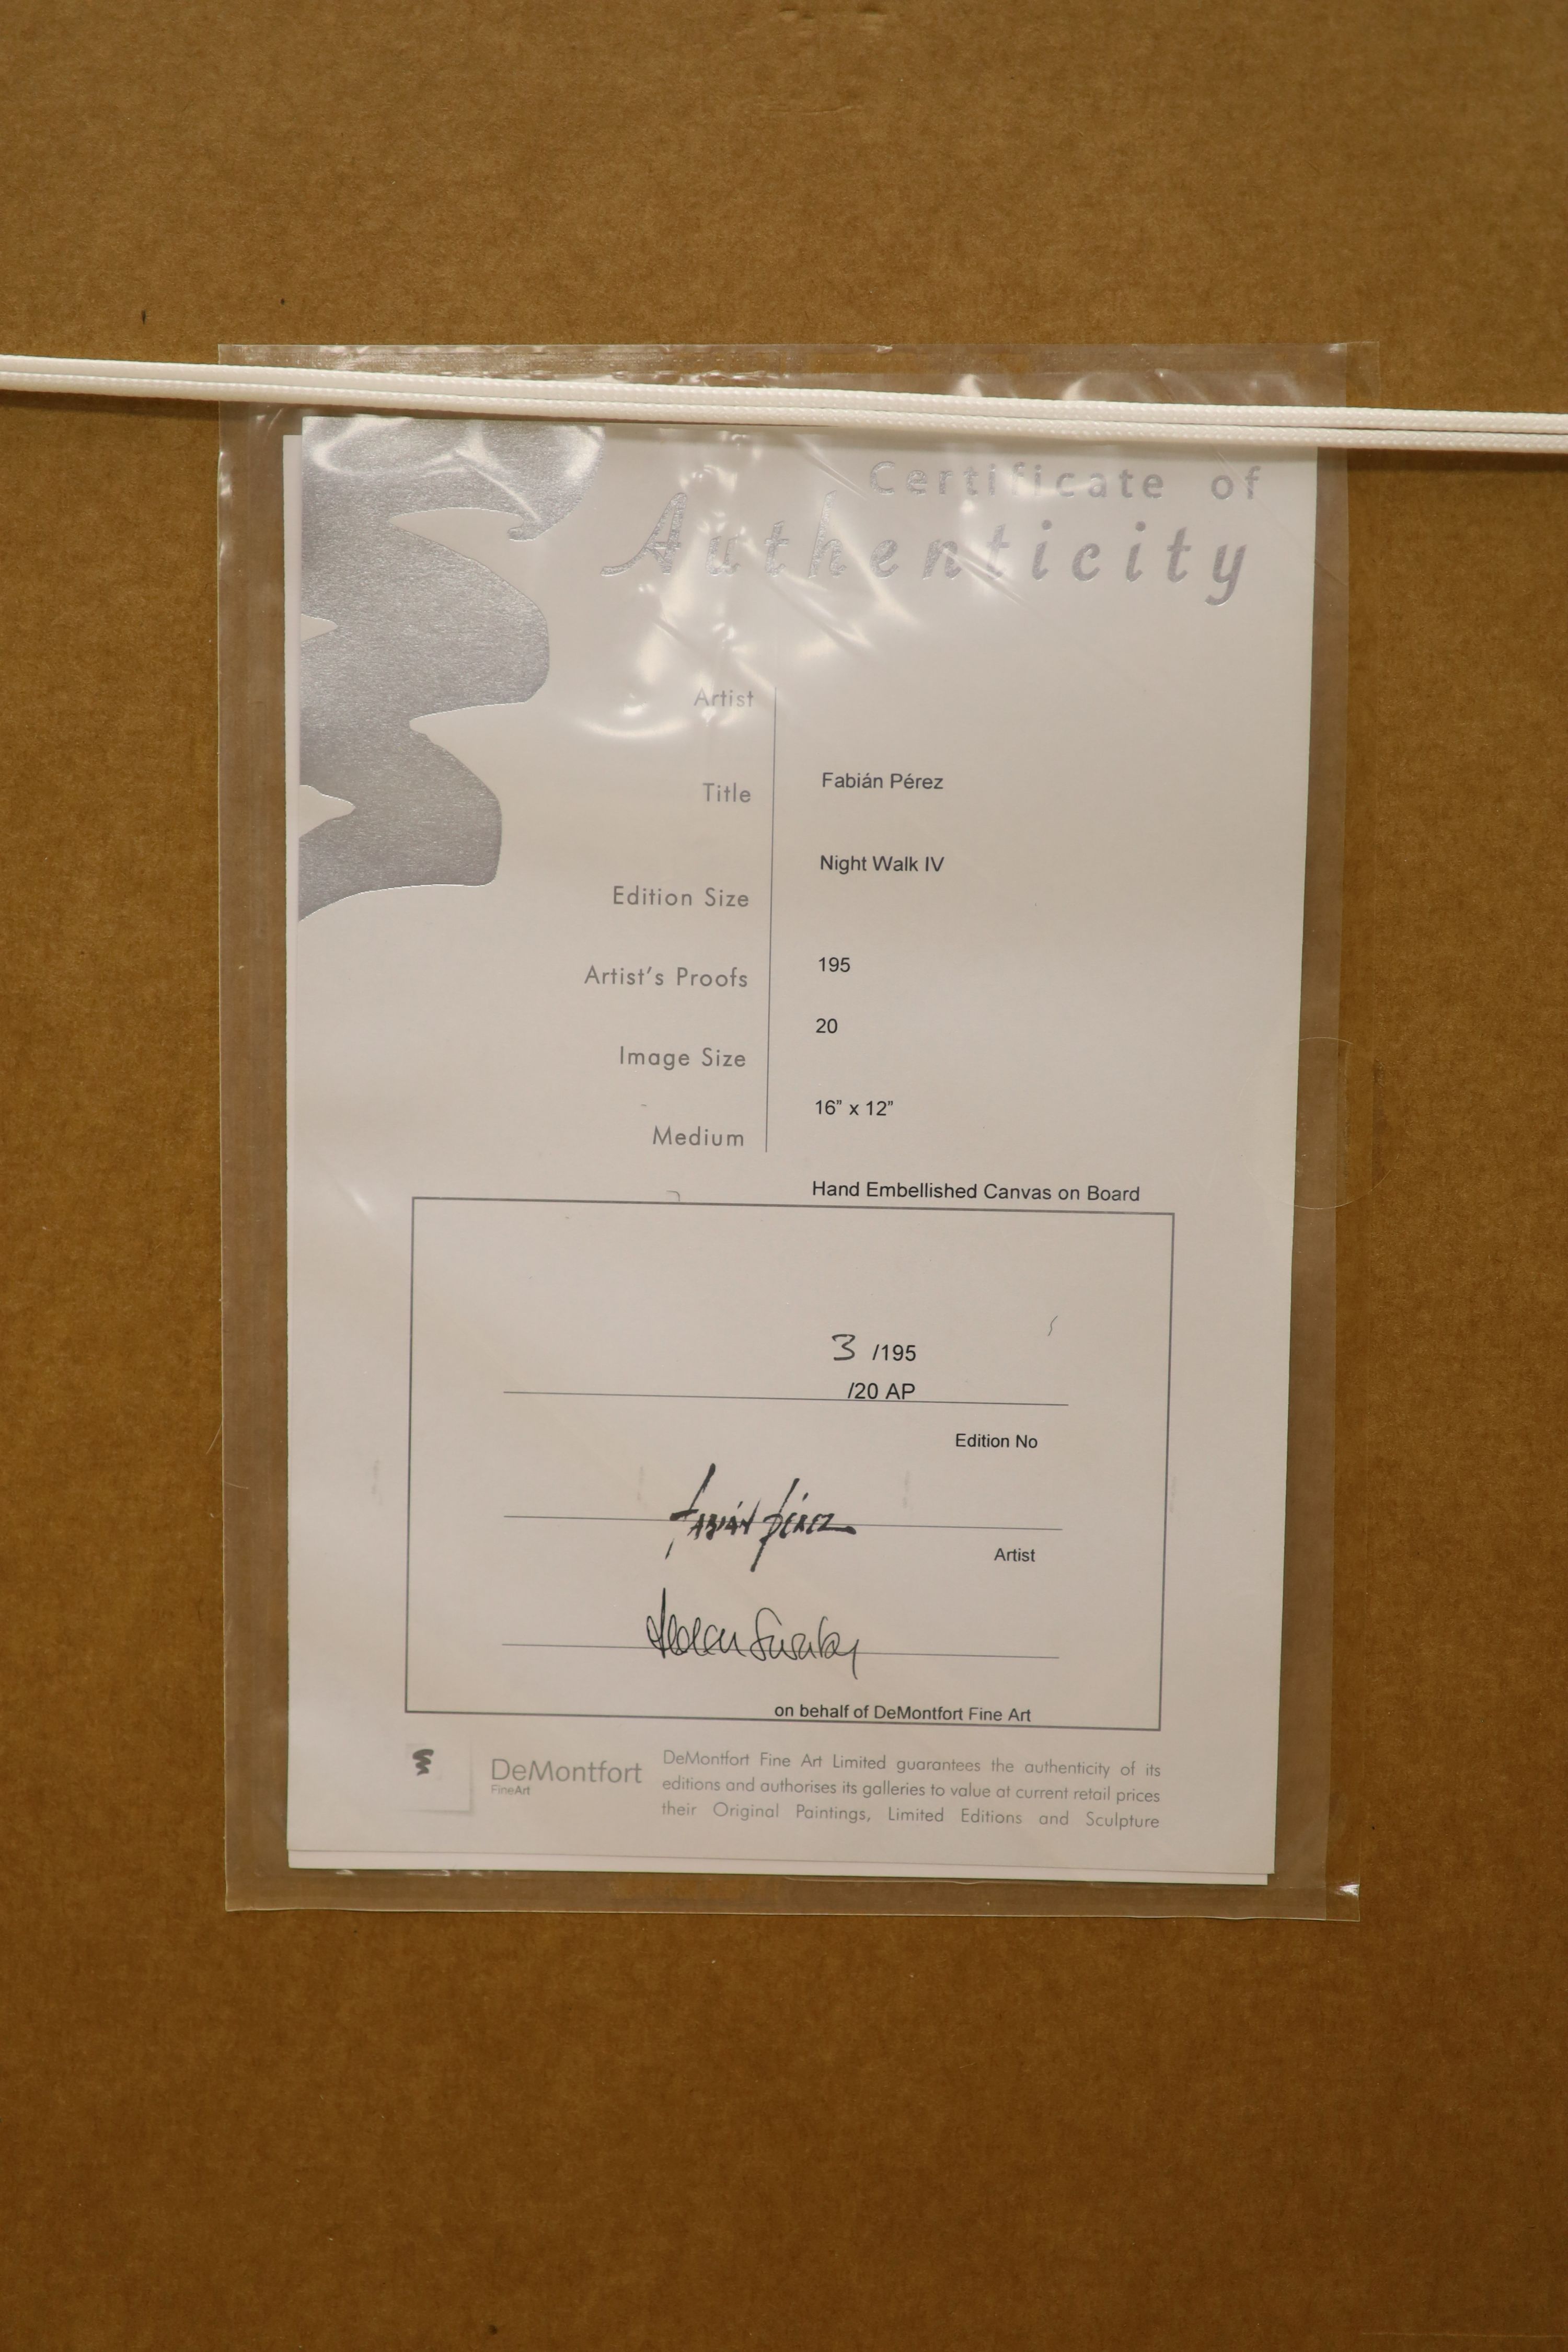 Certificate of
Authenticity
Artist
Fabián Pérez
Title
Night Walk IV
Edition Size
195
Artist's Proofs
20
Image Size
16" x 12"
Medium
Hand Embellished Canvas on Board
3 /195
/20 AP
Edition No
Fabián Pérez
Artist
on behalf of DeMontfort Fine Art
DeMontfort
FineArt
DeMontfort Fine Art Limited guarantees the authenticity of its
editions and authorises its galleries to value at current retail prices
their Original Paintings, Limited Editions and Sculpture